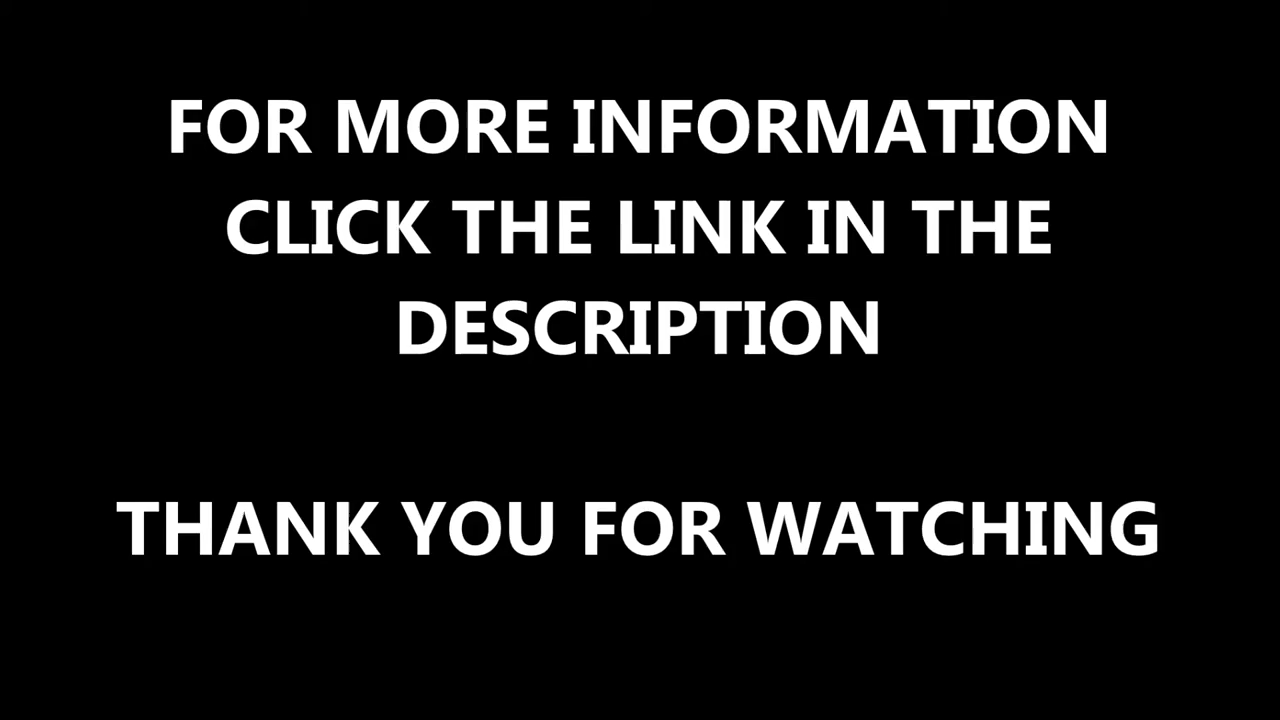 FOR MORE INFORMATION
CLICK THE LINK IN THE
DESCRIPTION
THANK YOU FOR WATCHING